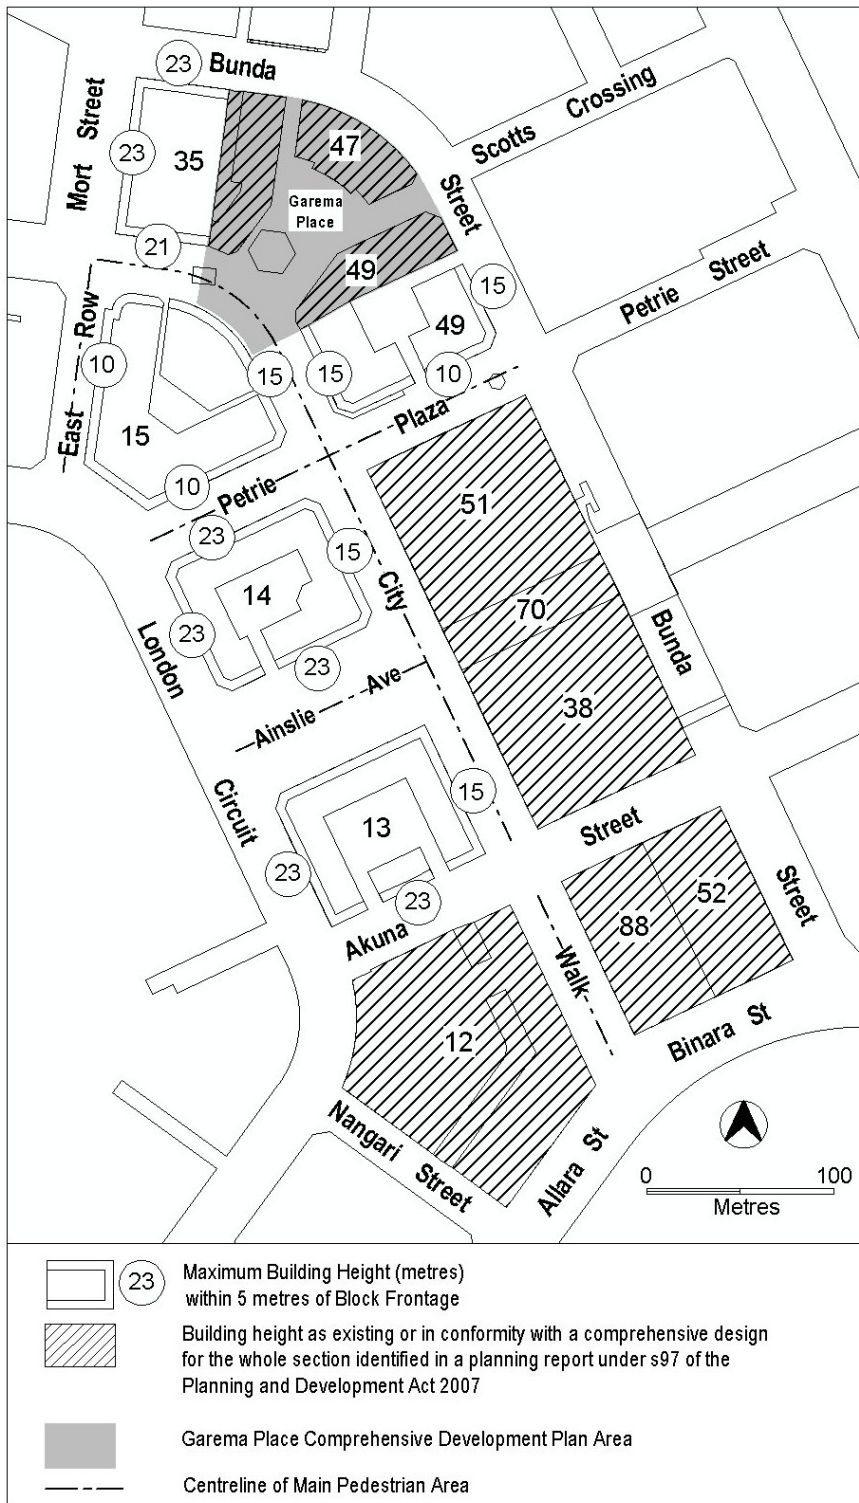 23
Bunda
Scotts Crossing
Mort Street
23
35
47
Garema
Place
Street
21
49
Petrie Street
15
49
East Row
10
15
15
10
15
Plaza
10
Petrie
51
23
15
14
City
70
23
London
Bunda
23
Ainslie Ave
38
Circuit
15
13
Street
23
Street
52
23
88
Akuna
Walk
12
Binara St
Nangari Street
Allara St
0 100
Metres
23
Maximum Building Height (metres)
within 5 metres of Block Frontage
Building height as existing or in conformity with a comprehensive design
for the whole section identified in a planning report under s97 of the
Planning and Development Act 2007
Garema Place Comprehensive Development Plan Area
Centreline of Main Pedestrian Area